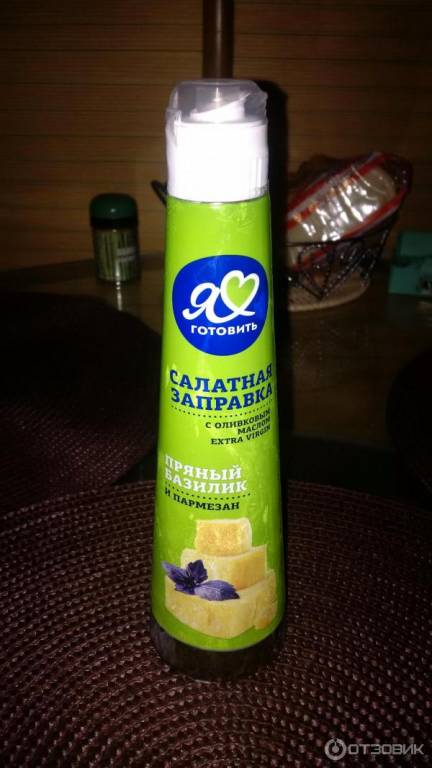 я
ГОТОВИТЬ
САЛАТНАЯ
ЗАПРАВКА
С ОЛИВКОВЫМ
МАСЛОМ
EXTRA VIRGIN
ПРЯНЫЙ
БАЗИЛИК
И ПАРМЕЗАН
ОТЗОВИК